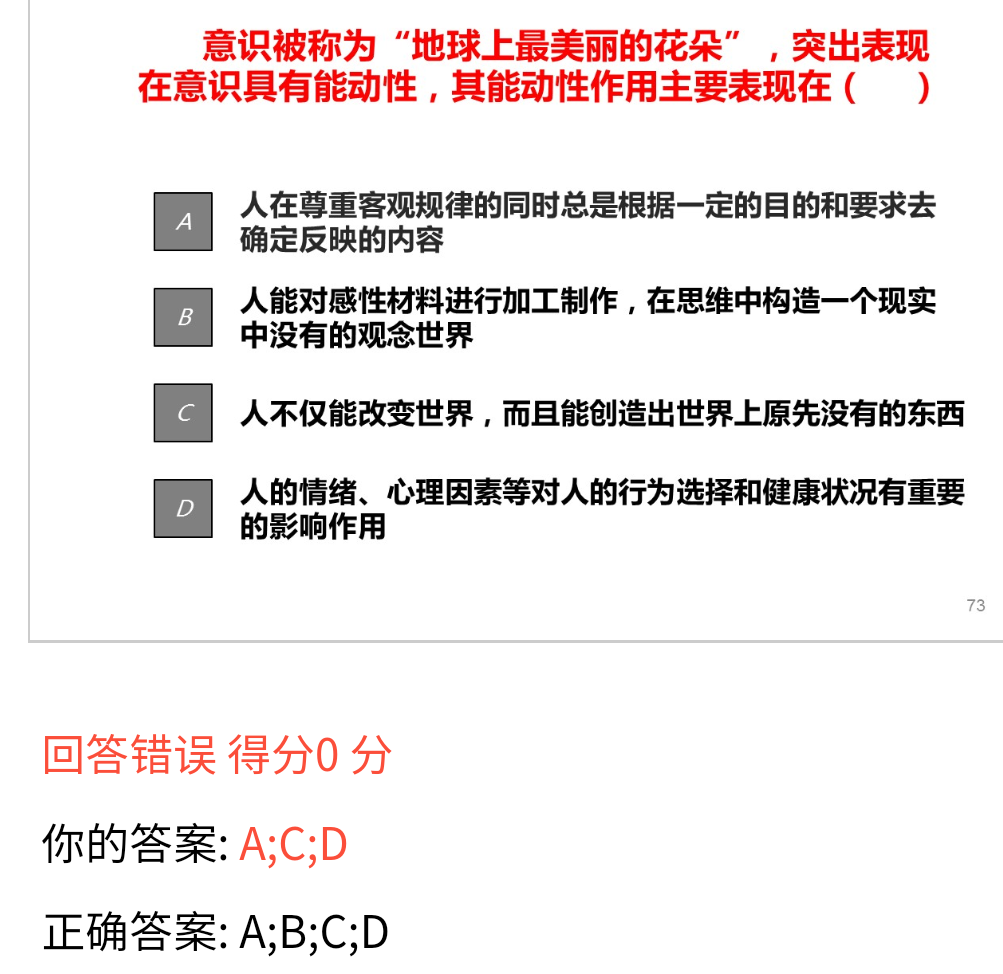 意识被称为“地球上最美丽的花朵”，突出表现
在意识具有能动性，其能动性作用主要表现在（ ）
A
人在尊重客观规律的同时总是根据一定的目的和要求去
确定反映的内容
B
人能对感性材料进行加工制作，在思维中构造一个现实
中没有的观念世界
C
人不仅能改变世界，而且能创造出世界上原先没有的东西
D
人的情绪、心理因素等对人的行为选择和健康状况有重要
的影响作用
73
回答错误 得分0 分
你的答案: A;C;D
正确答案: A;B;C;D